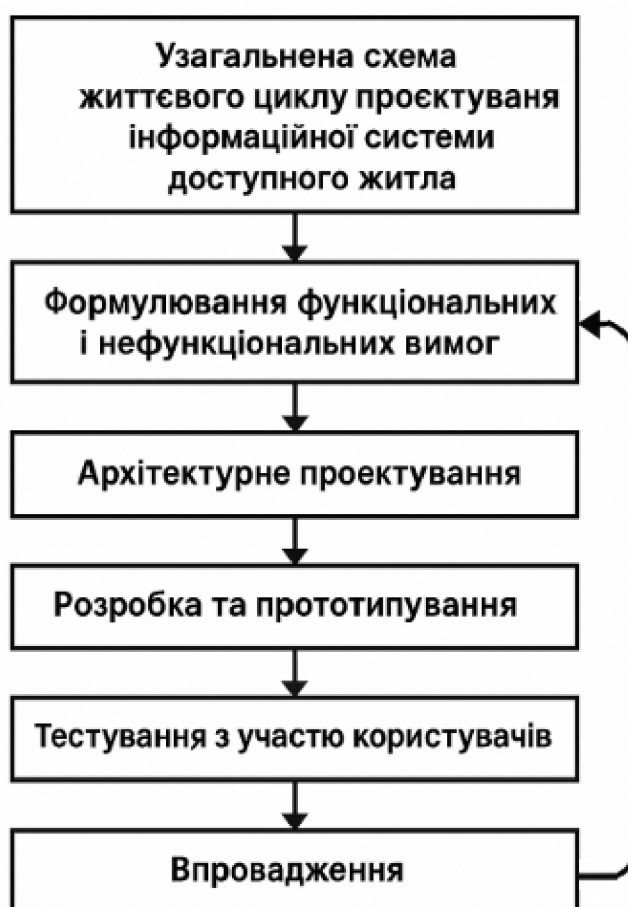 Узагальнена схема
життєвого циклу проєктуваня
інформаційної системи
доступного житла
Формулювання функціональних
і нефункціональних вимог
Архітектурне проектування
Розробка та прототипування
Тестування з участю користувачів
Впровадження